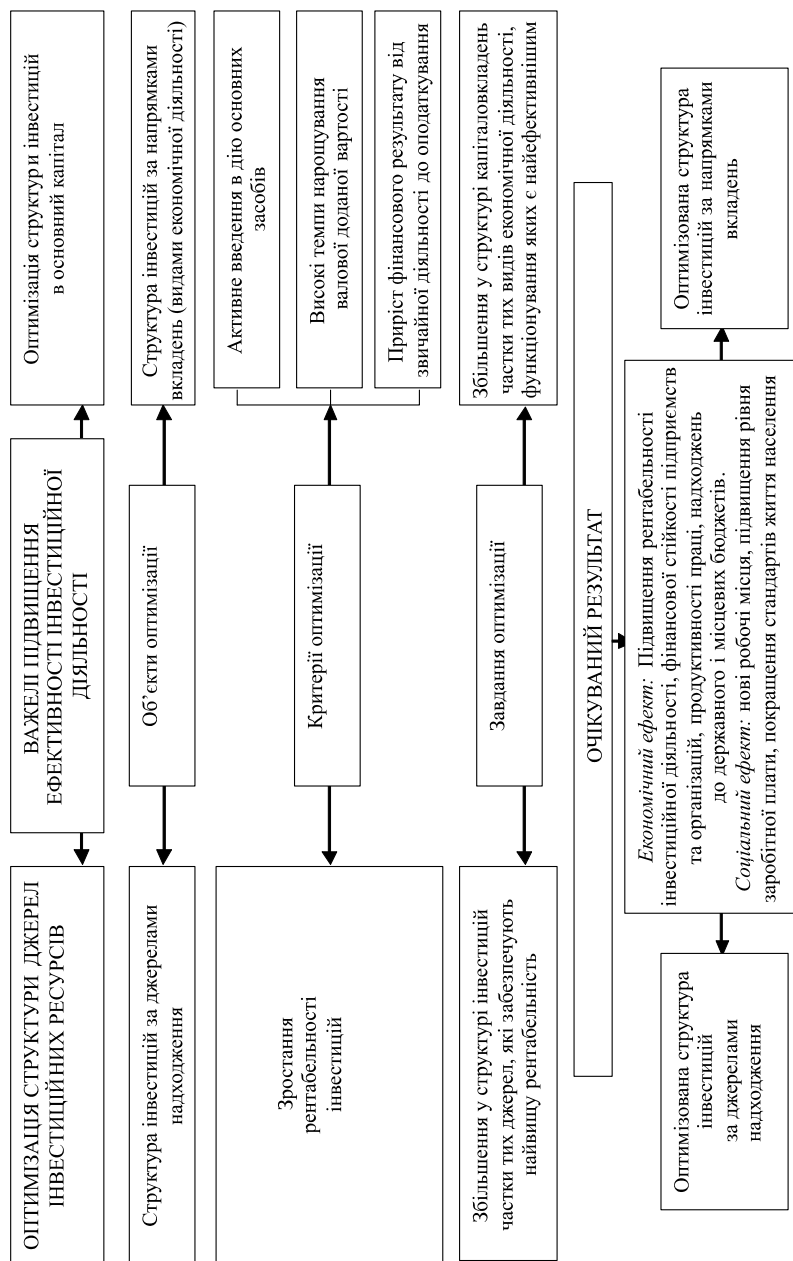 ОПТИМІЗАЦІЯ СТРУКТУРИ ДЖЕРЕЛ
ІНВЕСТИЦІЙНИХ РЕСУРСІВ
ВАЖЕЛІ ПІДВИЩЕННЯ
ЕФЕКТИВНОСТІ ІНВЕСТИЦІЙНОЇ
ДІЯЛЬНОСТІ
Оптимізація структури інвестицій
в основний капітал
Структура інвестицій за джерелами
надходження
Об’єкти оптимізації
Структура інвестицій за напрямками
вкладень (видами економічної діяльності)
Зростання
рентабельності
інвестицій
Критерії оптимізації
Активне введення в дію основних
засобів
Високі темпи нарощування
валової доданої вартості
Приріст фінансового результату від
звичайної діяльності до оподаткування
Збільшення у структурі інвестицій
частки тих джерел, які забезпечують
найвищу рентабельність
Завдання оптимізації
Збільшення у структурі капіталовкладень
частки тих видів економічної діяльності,
функціонування яких є найефективнішим
ОЧІКУВАНИЙ РЕЗУЛЬТАТ
Оптимізована структура
інвестицій
за джерелами
надходження
Економічний ефект: Підвищення рентабельності
інвестиційної діяльності, фінансової стійкості підприємств
та організацій, продуктивності праці, надходжень
до державного і місцевих бюджетів.
Соціальний ефект: нові робочі місця, підвищення рівня
заробітної плати, покращення стандартів життя населення
Оптимізована структура
інвестицій за напрямками
вкладень